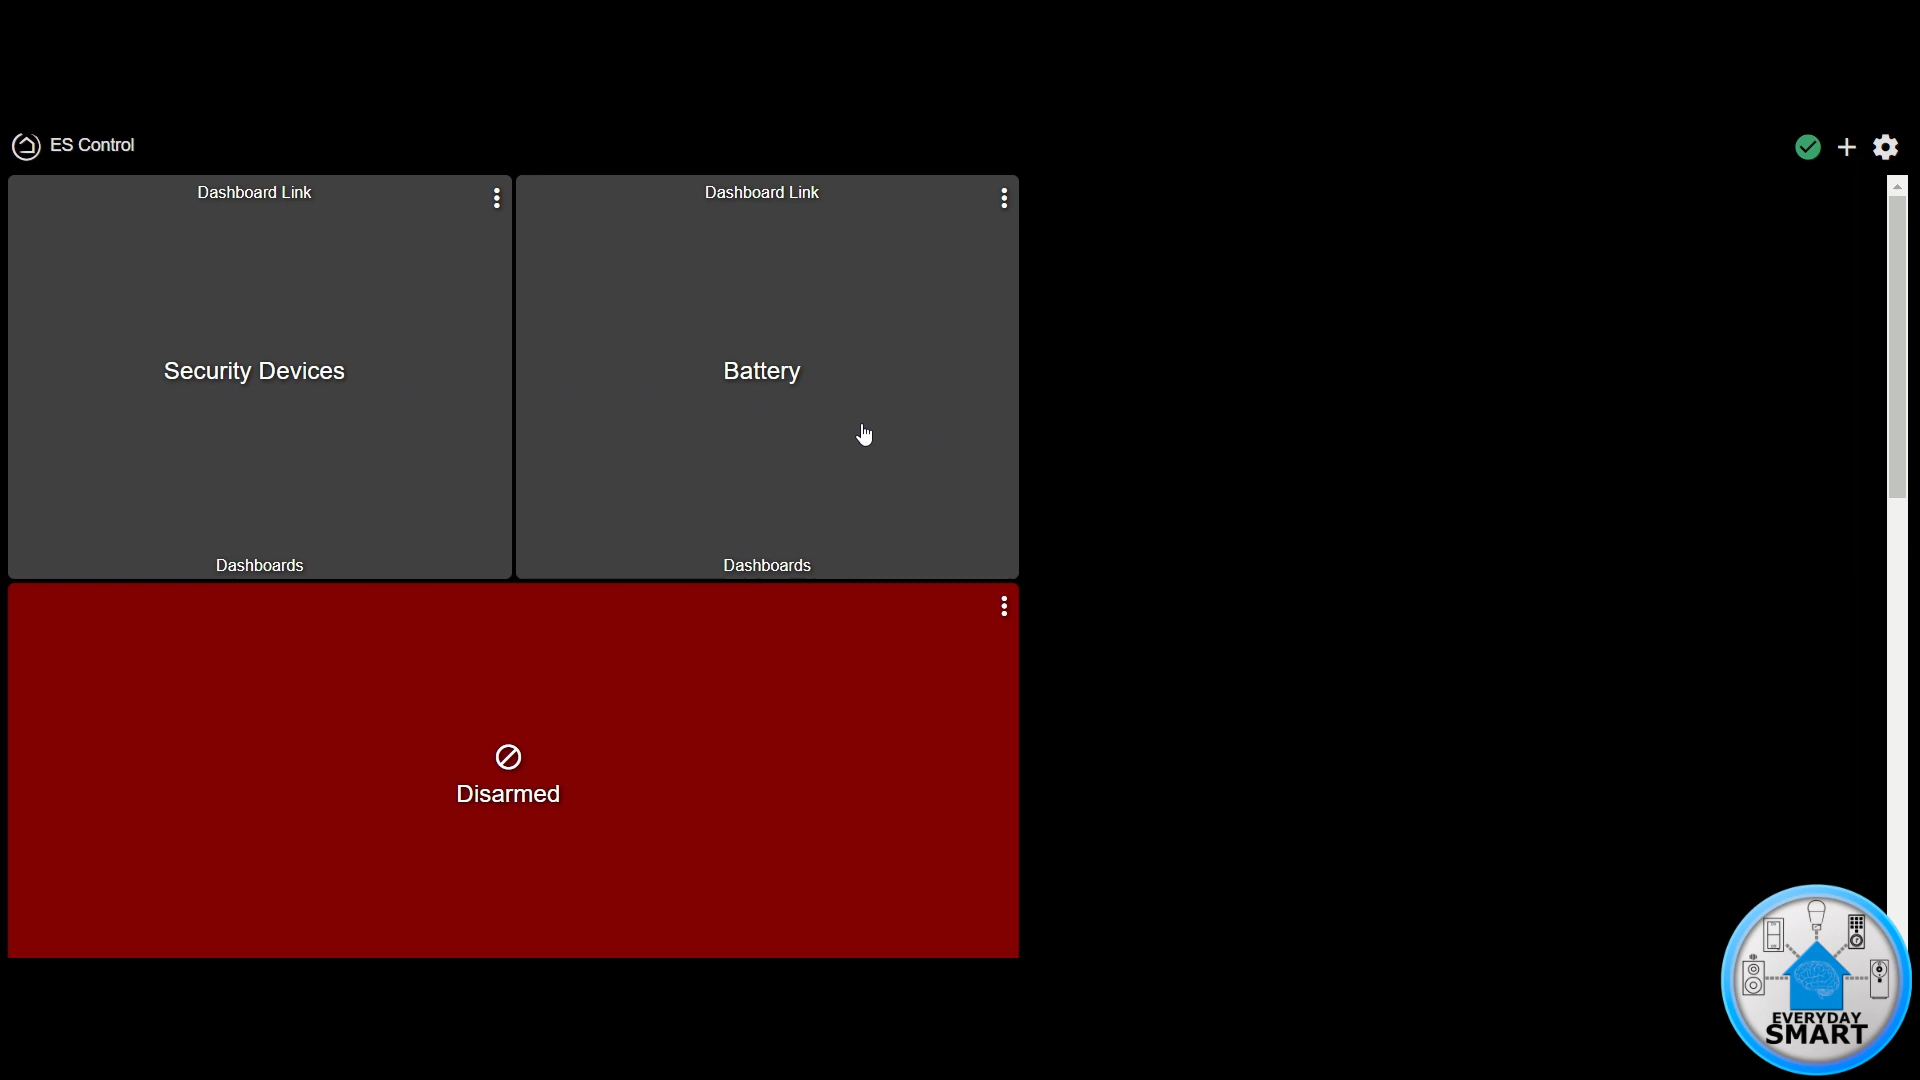 ES Control
Dashboard Link
Dashboard Link
Security Devices
Battery
Dashboards
Dashboards
Disarmed
EVERYDAY
SMART